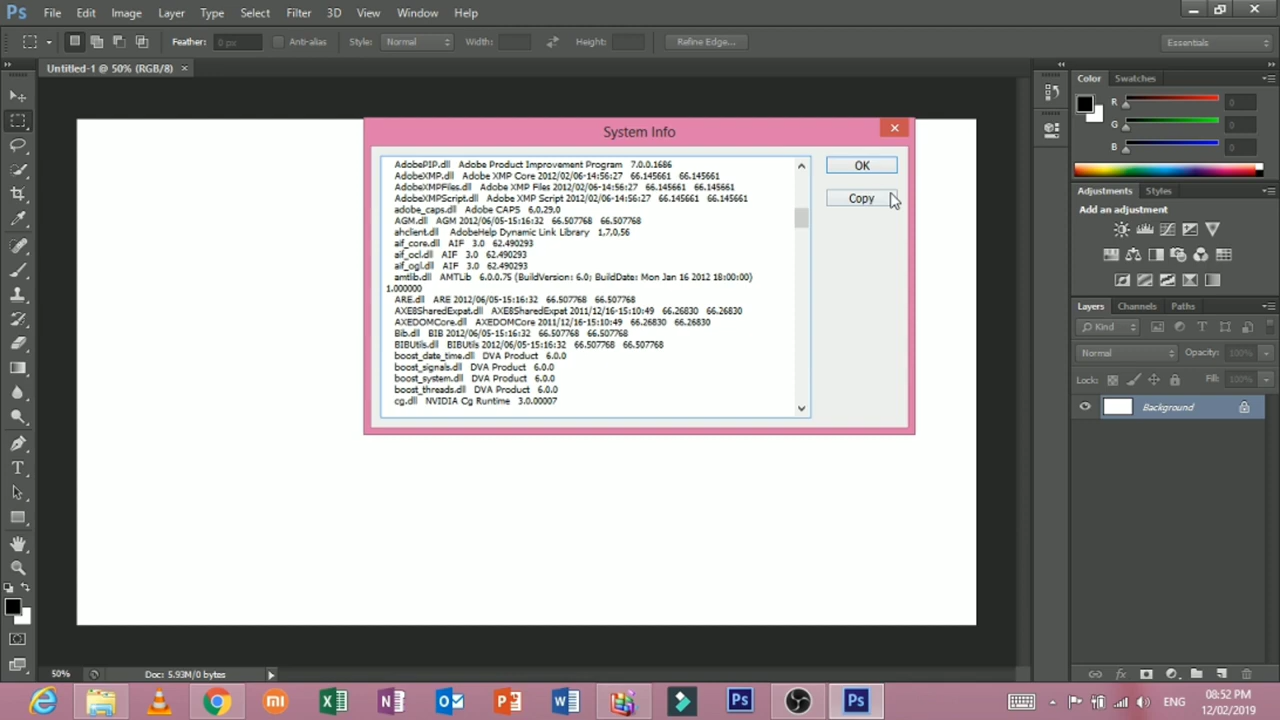 Ps File Edit Image Layer Type Select Filter 3D View Window Help
Feather: 0 px Anti-alias Style: Normal Width: Height: Refine Edge... Essentials
Untitled-1 @ 50% (RGB/8) ×
System Info
AdobePIP.dll Adobe Product Improvement Program 7.0.0.1686
AdobeXMP.dll Adobe XMP Core 2012/02/06-14:56:27 66.145661 66.145661
AdobeXMPFiles.dll Adobe XMP Files 2012/02/06-14:56:27 66.145661 66.145661
AdobeXMPScript.dll Adobe XMP Script 2012/02/06-14:56:27 66.145661 66.145661
adobe_caps.dll Adobe CAPS 6,0,29,0
AGM.dll AGM 2012/06/05-15:16:32 66.507768 66.507768
ahclient.dll AdobeHelp Dynamic Link Library 1,7,0,56
aif_core.dll AIF 3.0 62.490293
aif_ocl.dll AIF 3.0 62.490293
aif_ogl.dll AIF 3.0 62.490293
amtlib.dll AMTLib 6.0.0.75 (BuildVersion: 6.0; BuildDate: Mon Jan 16 2012 18:00:00)
1.000000
ARE.dll ARE 2012/06/05-15:16:32 66.507768 66.507768
AXE8SharedExpat.dll AXE8SharedExpat 2011/12/16-15:10:49 66.26830 66.26830
AXEDOMCore.dll AXEDOMCore 2011/12/16-15:10:49 66.26830 66.26830
Bib.dll BIB 2012/06/05-15:16:32 66.507768 66.507768
BIBUtils.dll BIBUtils 2012/06/05-15:16:32 66.507768 66.507768
boost_date_time.dll DVA Product 6.0.0
boost_signals.dll DVA Product 6.0.0
boost_system.dll DVA Product 6.0.0
boost_threads.dll DVA Product 6.0.0
cg.dll NVIDIA Cg Runtime 3.0.00007
OK
Copy
Color Swatches
R 0
G 0
B 0
Adjustments Styles
Add an adjustment
Layers Channels Paths
Kind
Normal Opacity: 100%
Lock: Fill: 100%
Background
50% Doc: 5.93M/0 bytes
ENG 08:52 PM
12/02/2019